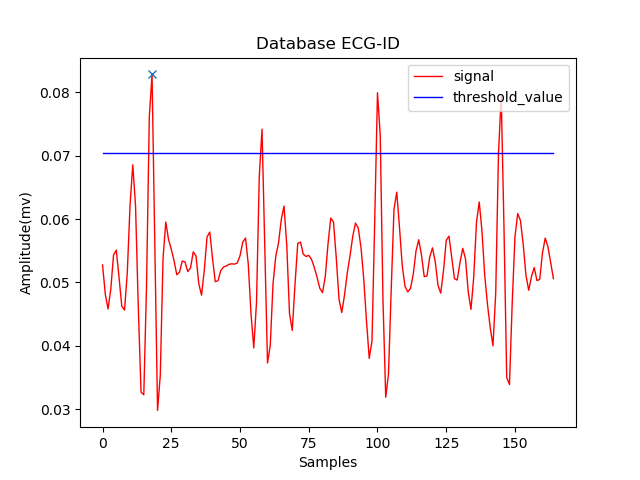 Database ECG-ID
signal
threshold_value
0.08
0.07
0.06
0.05
0.04
0.03
Amplitude(mv)
0 25 50 75 100 125 150
Samples